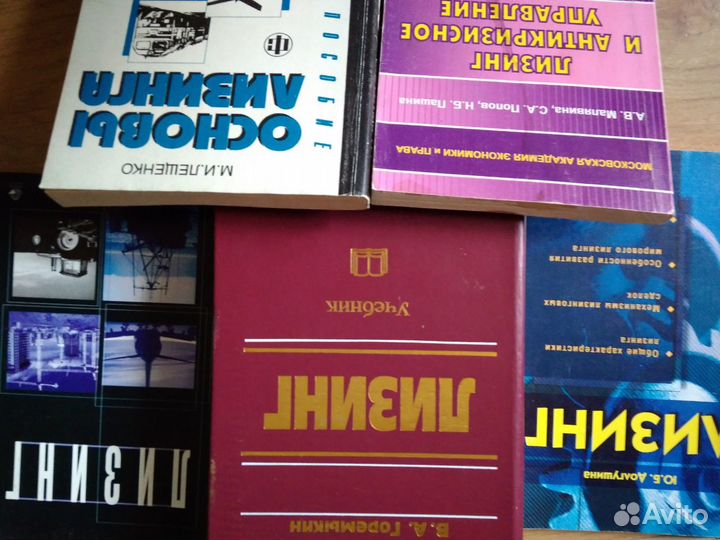 М.И.ЛЕЩЕНКО
ОСНОВЫ
ЛИЗИНГА
ПОСОБИЕ
МОСКОВСКАЯ АКАДЕМИЯ ЭКОНОМИКИ и ПРАВА
А.В. Малявина, С.А. Попов, Н.Б. Пашина
ЛИЗИНГ
И АНТИКРИЗИСНОЕ
УПРАВЛЕНИЕ
ЛИЗИНГ
В. А. Горемыкин
ЛИЗИНГ
Учебник
Ю.Б. Долгушина
ЛИЗИНГ
Общие характеристики
лизинга
Механизмы лизинговых
сделок
Особенности развития
мирового лизинга
Avito